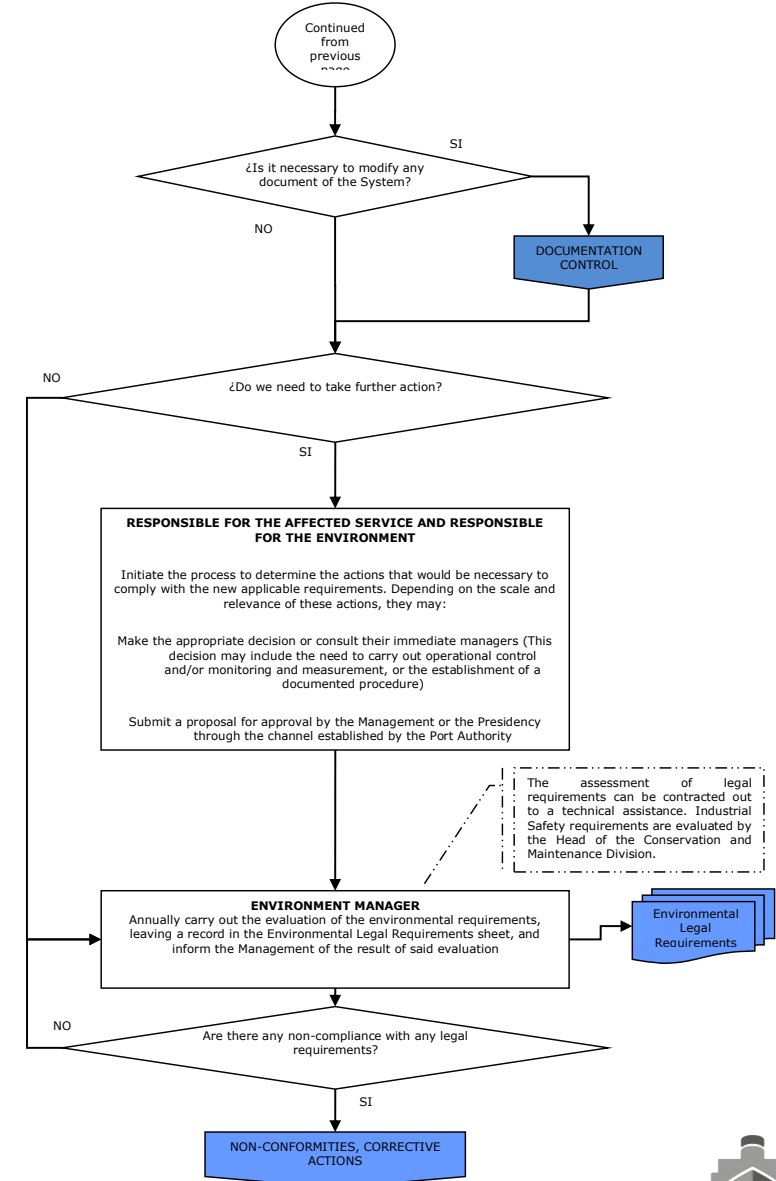 Continued
from
previous
page
SI
¿Is it necessary to modify any
document of the System?
NO
DOCUMENTATION
CONTROL
NO
¿Do we need to take further action?
SI
RESPONSIBLE FOR THE AFFECTED SERVICE AND RESPONSIBLE
FOR THE ENVIRONMENT
Initiate the process to determine the actions that would be necessary to
comply with the new applicable requirements. Depending on the scale and
relevance of these actions, they may:
Make the appropriate decision or consult their immediate managers (This
decision may include the need to carry out operational control
and/or monitoring and measurement, or the establishment of a
documented procedure)
Submit a proposal for approval by the Management or the Presidency
through the channel established by the Port Authority
The assessment of legal
requirements can be contracted out
to a technical assistance. Industrial
Safety requirements are evaluated by
the Head of the Conservation and
Maintenance Division.
ENVIRONMENT MANAGER
Annually carry out the evaluation of the environmental requirements,
leaving a record in the Environmental Legal Requirements sheet, and
inform the Management of the result of said evaluation
Environmental
Legal
Requirements
NO
Are there any non-compliance with any legal
requirements?
SI
NON-CONFORMITIES, CORRECTIVE
ACTIONS